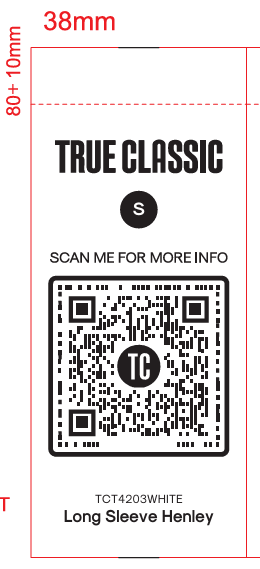 38mm
80+ 10mm
TRUE CLASSIC
S
SCAN ME FOR MORE INFO
TC
T
TCT4203WHITE
Long Sleeve Henley